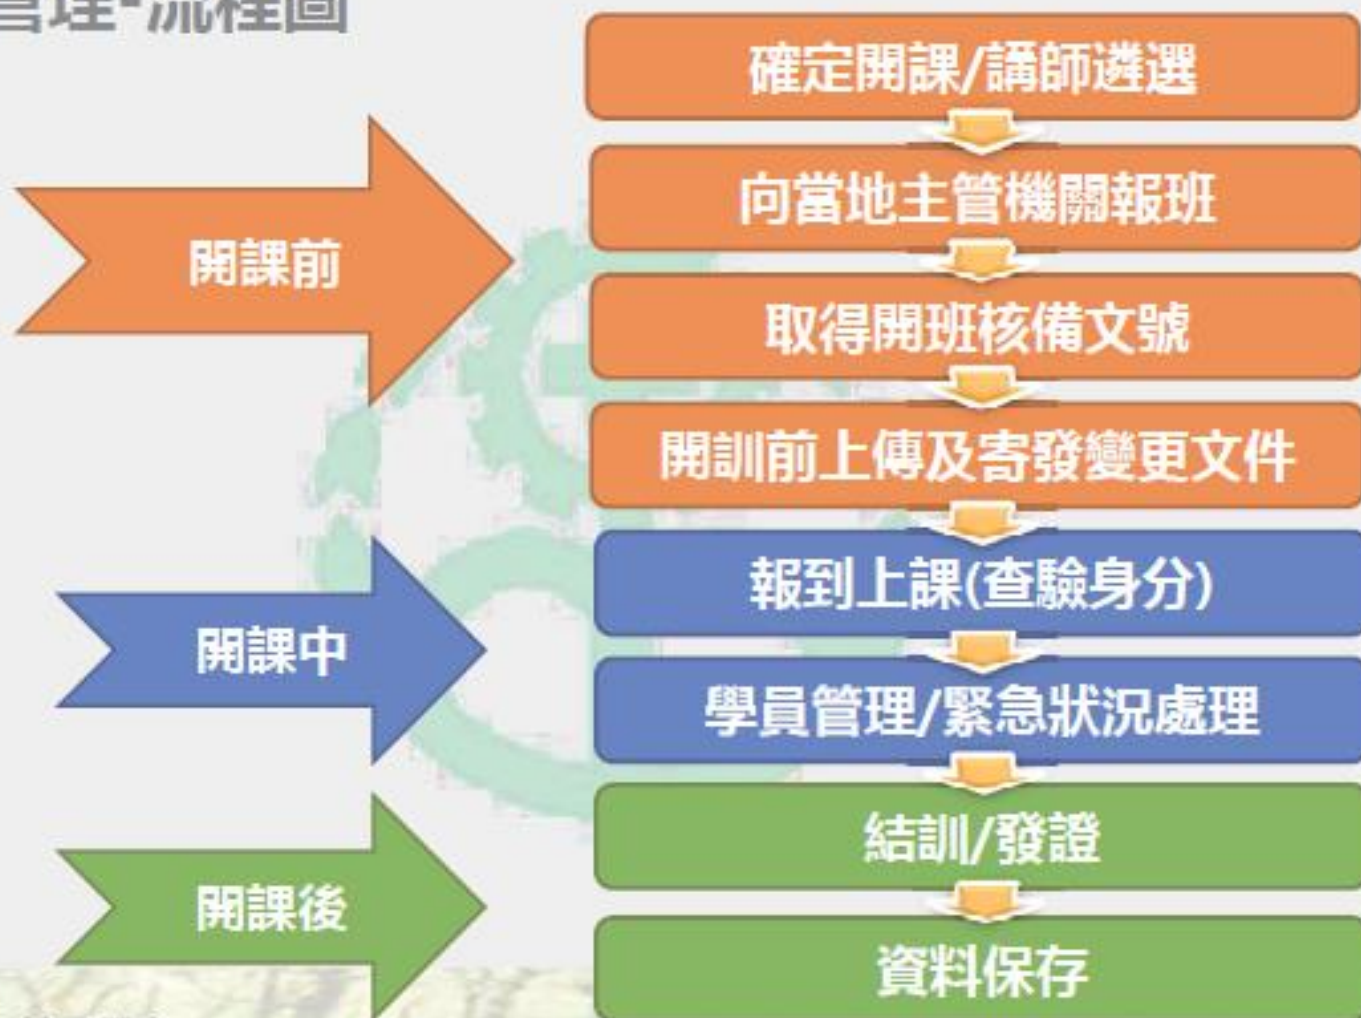 管理-流程圖
開課前
確定開課/講師遴選
向當地主管機關報班
取得開班核備文號
開訓前上傳及寄發變更文件
開課中
報到上課(查驗身分)
學員管理/緊急狀況處理
開課後
結訓/發證
資料保存